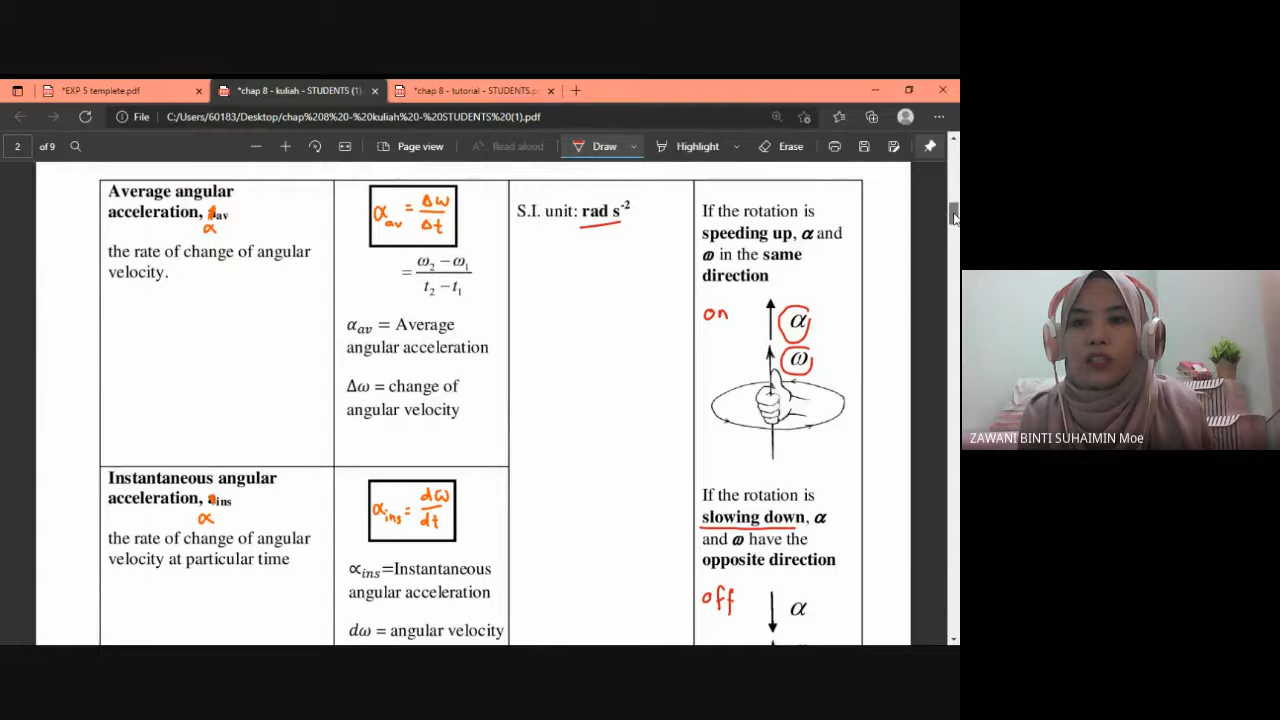 *EXP 5 templete.pdf
*chap 8 - kuliah - STUDENTS (1).
*chap 8 - tutorial - STUDENTS.p
File C:/Users/60183/Desktop/chap%208%20-%20kuliah%20-%20STUDENTS%20(1).pdf
2 of 9 Page view Read aloud Draw Highlight Erase
Average angular
acceleration, av
α
the rate of change of angular
velocity.
α av = Δω / Δt
= ω2 − ω1 / t2 − t1
αav = Average
angular acceleration
Δω = change of
angular velocity
S.I. unit: rad s-2
If the rotation is
speeding up, α and
ω in the same
direction
on
α
ω
Instantaneous angular
acceleration, ins
α
the rate of change of angular
velocity at particular time
α ins = dω / dt
∝ins=Instantaneous
angular acceleration
dω = angular velocity
If the rotation is
slowing down, α
and ω have the
opposite direction
off
α
ZAWANI BINTI SUHAIMIN Moe